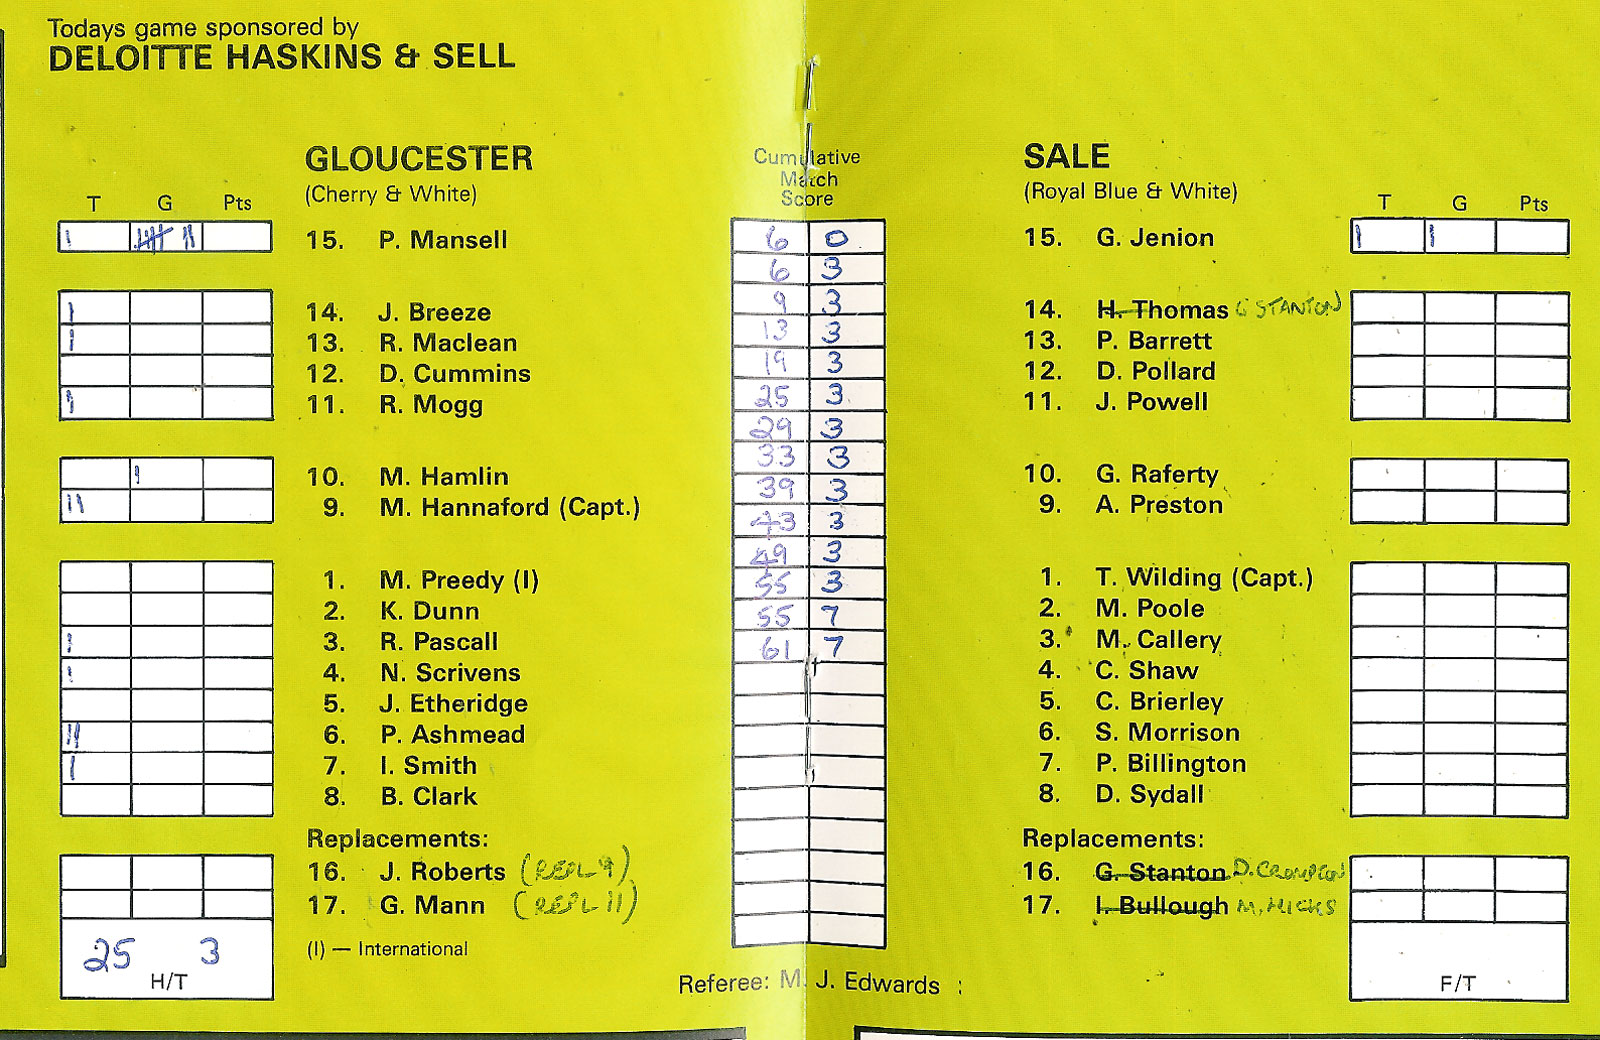 Todays game sponsored by
DELOITTE HASKINS & SELL
GLOUCESTER
(Cherry & White)
T G Pts
15. P. Mansell
14. J. Breeze
13. R. Maclean
12. D. Cummins
11. R. Mogg
10. M. Hamlin
9. M. Hannaford (Capt.)
1. M. Preedy (I)
2. K. Dunn
3. R. Pascall
4. N. Scrivens
5. J. Etheridge
6. P. Ashmead
7. I. Smith
8. B. Clark
Replacements:
16. J. Roberts (REPL 9)
17. G. Mann (REPL 11)
(I) — International
25 3
H/T
Cumulative
Match
Score
6 0
6 3
9 3
13 3
19 3
25 3
29 3
33 3
39 3
43 3
49 3
55 3
55 7
61 7
Referee: M. J. Edwards :
SALE
(Royal Blue & White)
T G Pts
15. G. Jenion
14. H. Thomas G STANTON
13. P. Barrett
12. D. Pollard
11. J. Powell
10. G. Raferty
9. A. Preston
1. T. Wilding (Capt.)
2. M. Poole
3. M. Callery
4. C. Shaw
5. C. Brierley
6. S. Morrison
7. P. Billington
8. D. Sydall
Replacements:
16. G. Stanton D. CROMPTON
17. I. Bullough M. HICKS
F/T